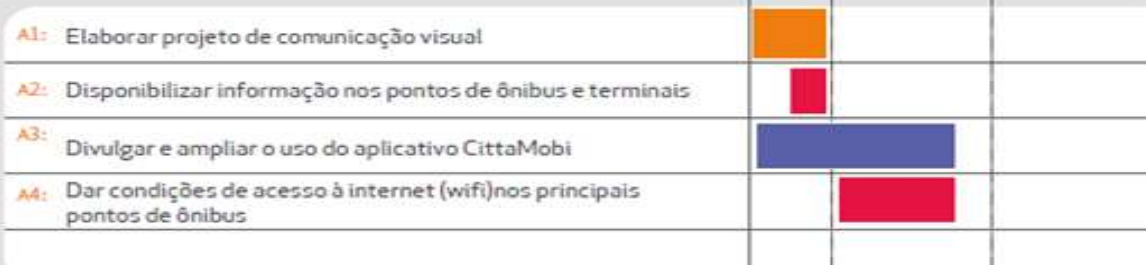 A1: Elaborar projeto de comunicação visual
A2: Disponibilizar informação nos pontos de ônibus e terminais
A3: Divulgar e ampliar o uso do aplicativo CittaMobi
A4: Dar condições de acesso à internet (wifi)nos principais
pontos de ônibus